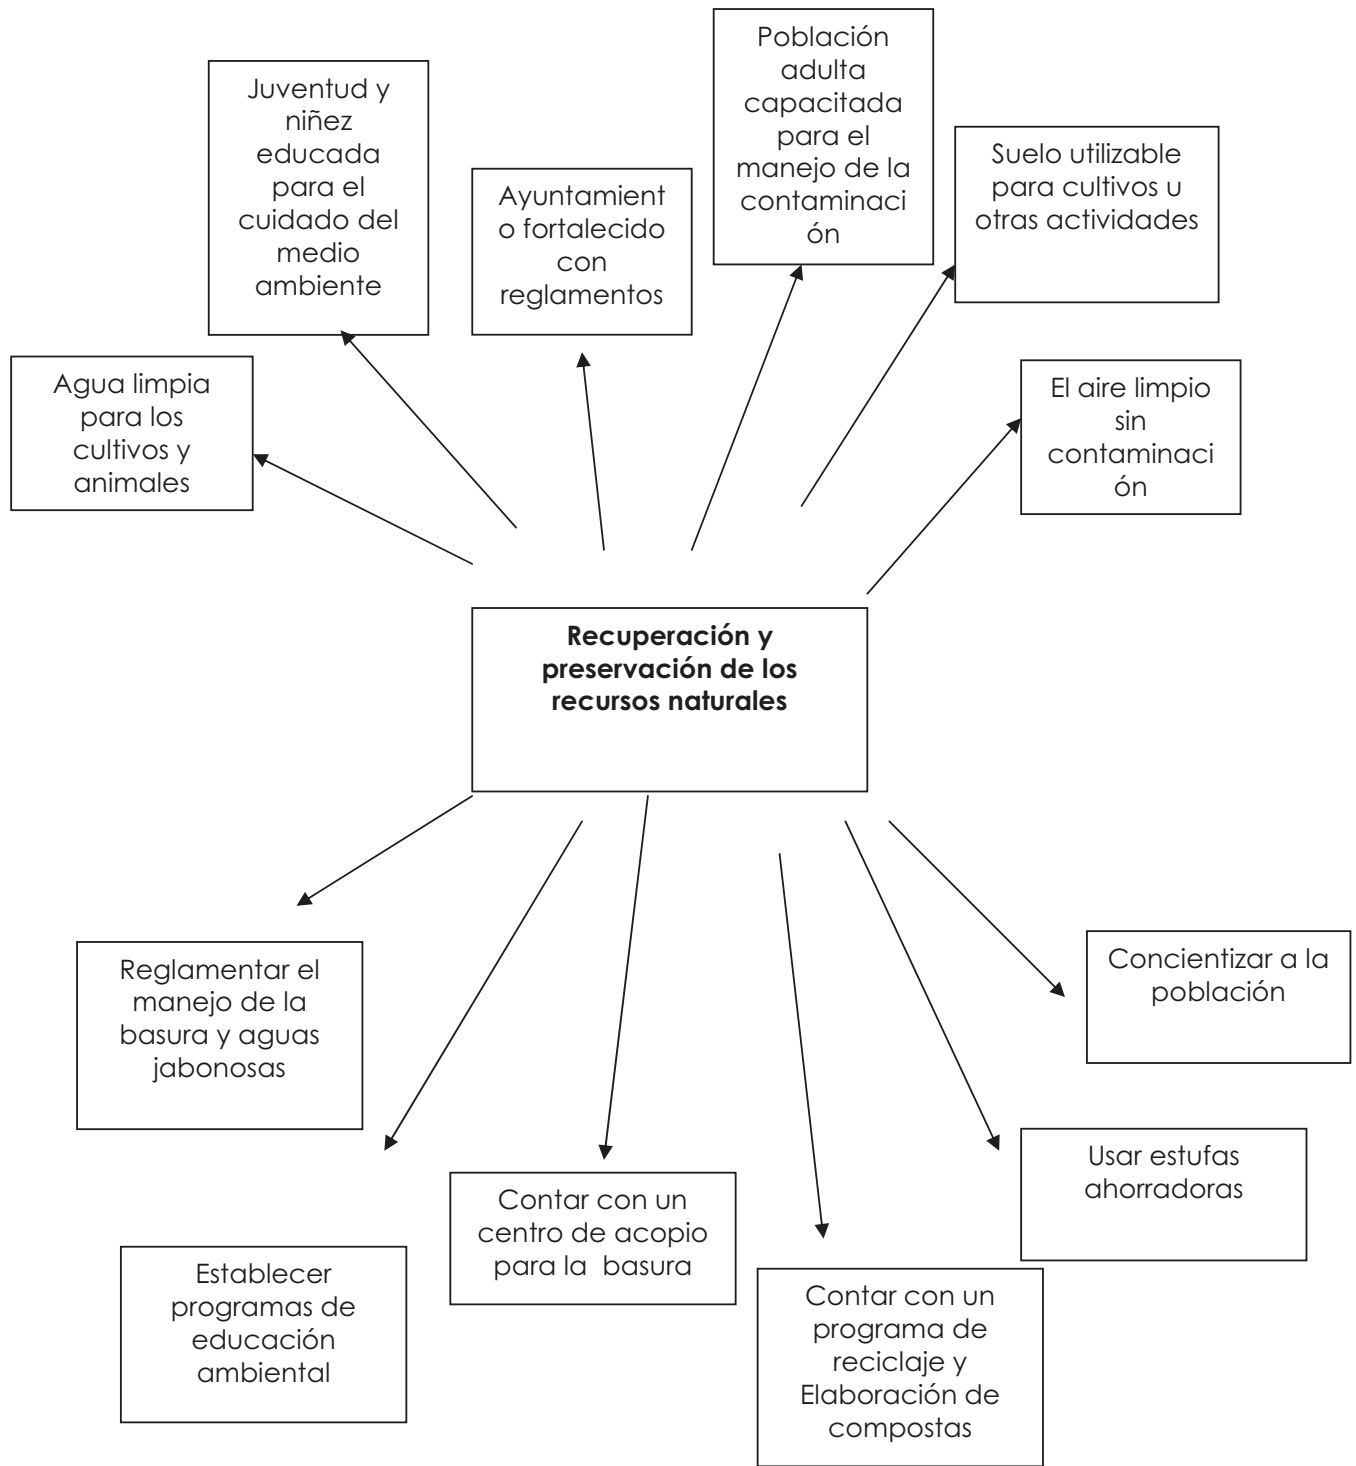 Población
adulta
capacitada
para el
manejo de la
contaminaci
ón
Juventud y
niñez
educada
para el
cuidado del
medio
ambiente
Ayuntamient
o fortalecido
con
reglamentos
Suelo utilizable
para cultivos u
otras actividades
Agua limpia
para los
cultivos y
animales
El aire limpio
sin
contaminaci
ón
Recuperación y
preservación de los
recursos naturales
Reglamentar el
manejo de la
basura y aguas
jabonosas
Concientizar a la
población
Usar estufas
ahorradoras
Contar con un
centro de acopio
para la  basura
Establecer
programas de
educación
ambiental
Contar con un
programa de
reciclaje y
Elaboración de
compostas